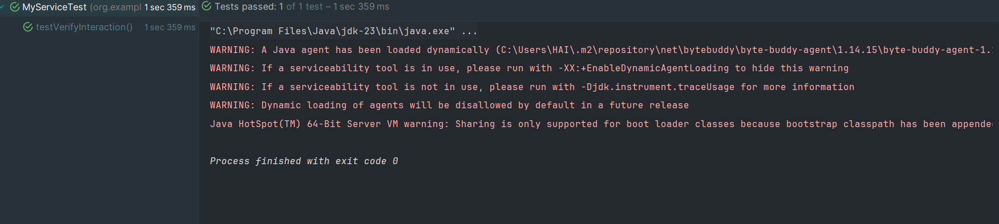 MyServiceTest (org.exampl 1 sec 359 ms
Tests passed: 1 of 1 test – 1 sec 359 ms
testVerifyInteraction() 1 sec 359 ms
"C:\Program Files\Java\jdk-23\bin\java.exe" ...
WARNING: A Java agent has been loaded dynamically (C:\Users\HAI\.m2\repository\net\bytebuddy\byte-buddy-agent\1.14.15\byte-buddy-agent-1.
WARNING: If a serviceability tool is in use, please run with -XX:+EnableDynamicAgentLoading to hide this warning
WARNING: If a serviceability tool is not in use, please run with -Djdk.instrument.traceUsage for more information
WARNING: Dynamic loading of agents will be disallowed by default in a future release
Java HotSpot(TM) 64-Bit Server VM warning: Sharing is only supported for boot loader classes because bootstrap classpath has been appended
Process finished with exit code 0